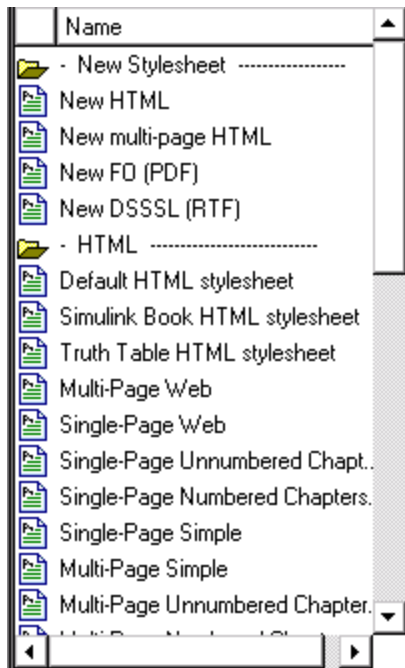 Name
- New Stylesheet -----------------
New HTML
New multi-page HTML
New FO (PDF)
New DSSSL (RTF)
- HTML --------------------------
Default HTML stylesheet
Simulink Book HTML stylesheet
Truth Table HTML stylesheet
Multi-Page Web
Single-Page Web
Single-Page Unnumbered Chapt..
Single-Page Numbered Chapters.
Single-Page Simple
Multi-Page Simple
Multi-Page Unnumbered Chapter.